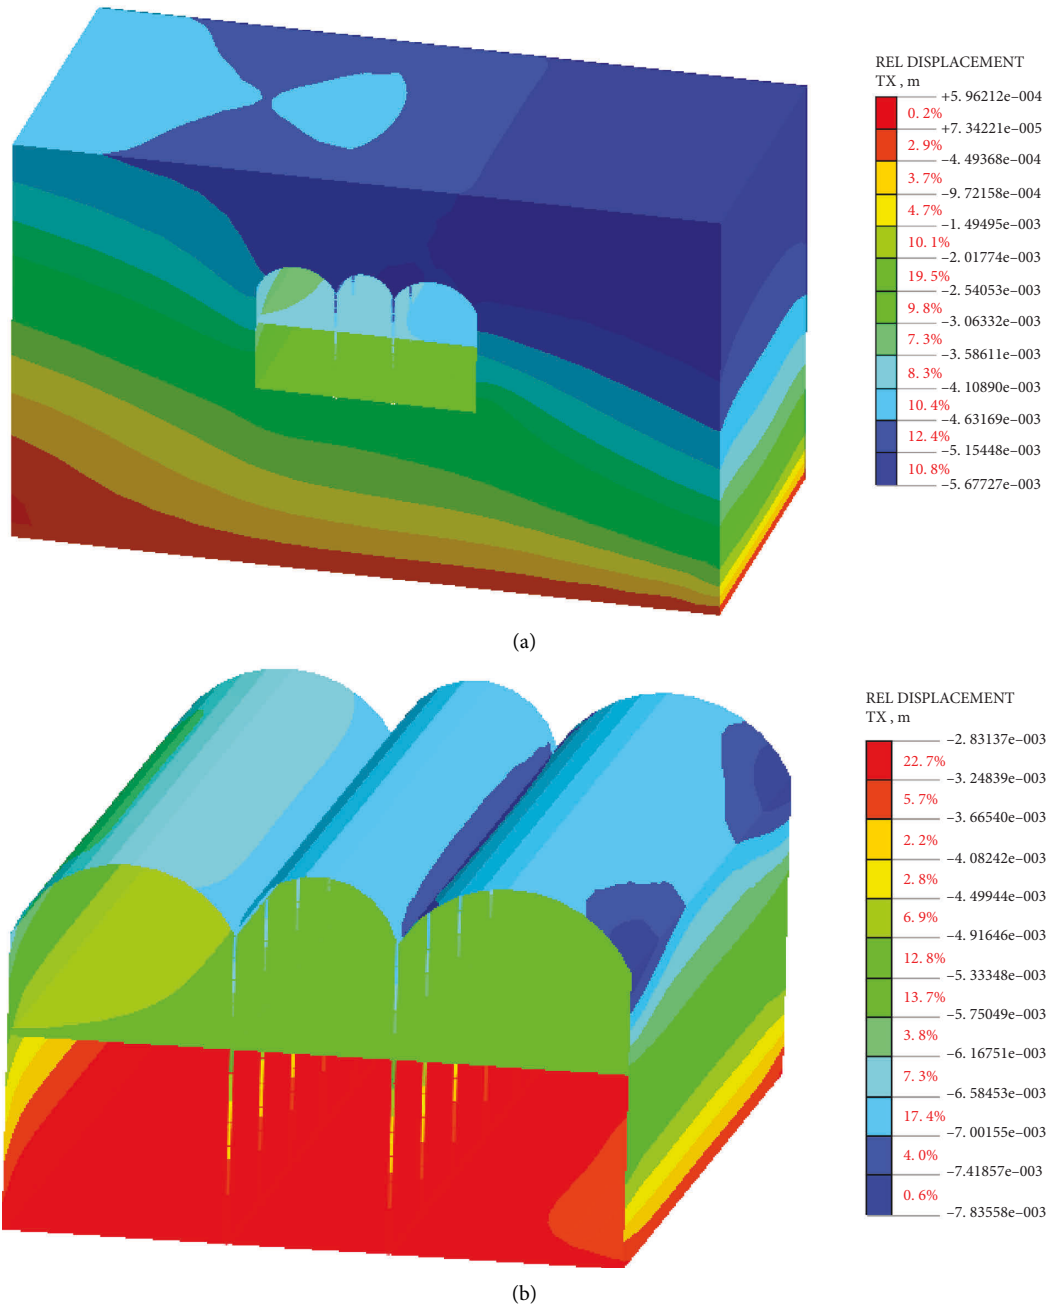 REL DISPLACEMENT
TX , m
+5.96212e–004
0.2%
+7.34221e–005
2.9%
–4.49368e–004
3.7%
–9.72158e–004
4.7%
–1.49495e–003
10.1%
–2.01774e–003
19.5%
–2.54053e–003
9.8%
–3.06332e–003
7.3%
–3.58611e–003
8.3%
–4.10890e–003
10.4%
–4.63169e–003
12.4%
–5.15448e–003
10.8%
–5.67727e–003
(a)
REL DISPLACEMENT
TX , m
–2.83137e–003
22.7%
–3.24839e–003
5.7%
–3.66540e–003
2.2%
–4.08242e–003
2.8%
–4.49944e–003
6.9%
–4.91646e–003
12.8%
–5.33348e–003
13.7%
–5.75049e–003
3.8%
–6.16751e–003
7.3%
–6.58453e–003
17.4%
–7.00155e–003
4.0%
–7.41857e–003
0.6%
–7.83558e–003
(b)